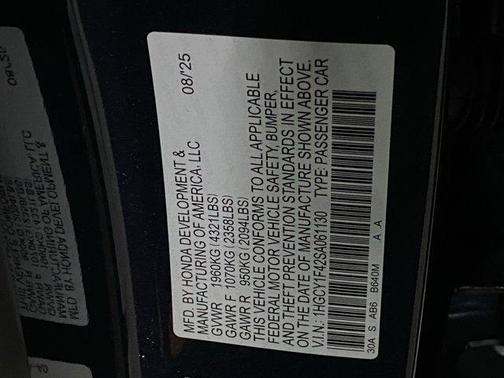 MFD. BY HONDA DEVELOPMENT &
MANUFACTURING OF AMERICA, LLC
08/25
GVWR 1960KG(4321LBS)
GAWR F 1070KG(2358LBS)
GAWR R 950KG(2094LBS)
THIS VEHICLE CONFORMS TO ALL APPLICABLE
FEDERAL MOTOR VEHICLE SAFETY, BUMPER,
AND THEFT PREVENTION STANDARDS IN EFFECT
ON THE DATE OF MANUFACTURE SHOWN ABOVE.
V.I.N.: 1HGCY1F42SA061130 TYPE: PASSENGER CAR
30A S AB6 B640M A A